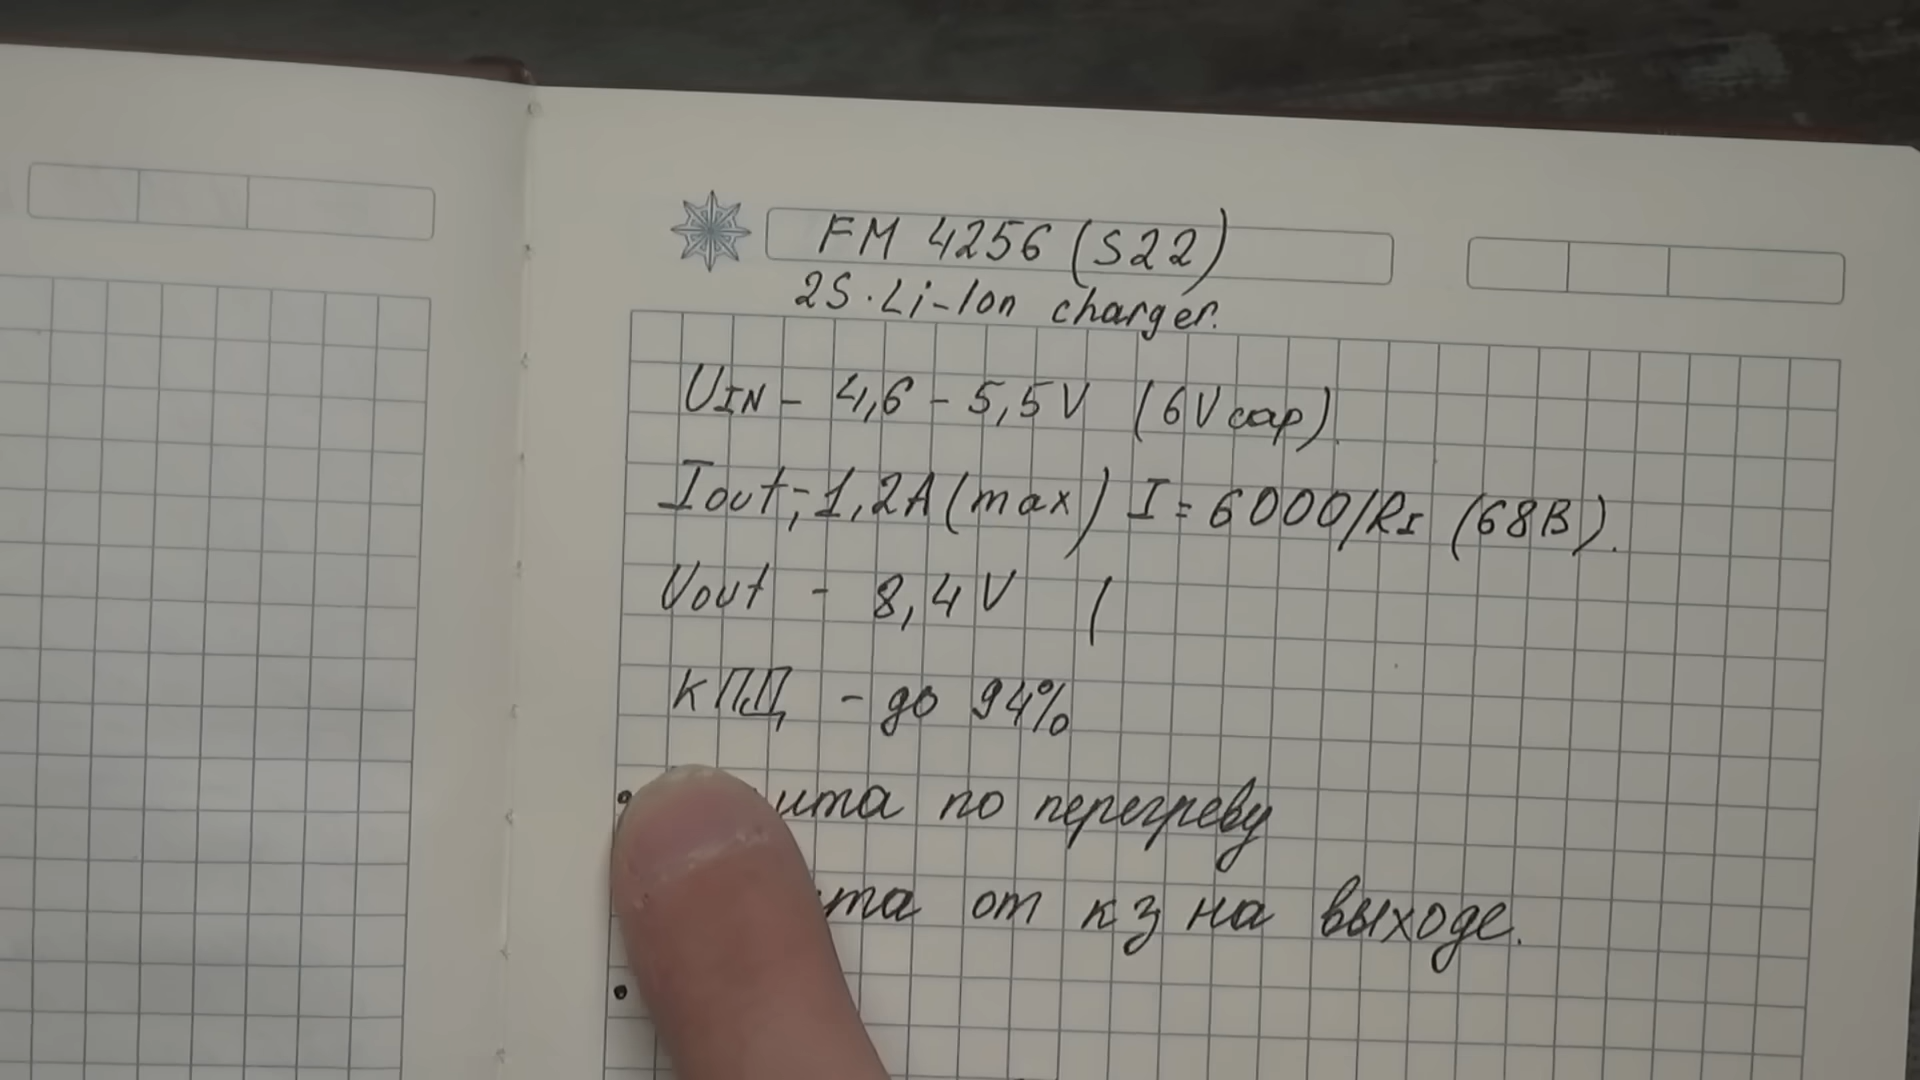 FM 4256 (S22)
2S. Li-Ion charger.
UIN - 4,6 - 5,5V (6V cap).
Iout; 1,2A (max) I = 6000/RI (68B).
Vout - 8,4V (
КПД - до 94%
по перегреву
от кз на выходе.